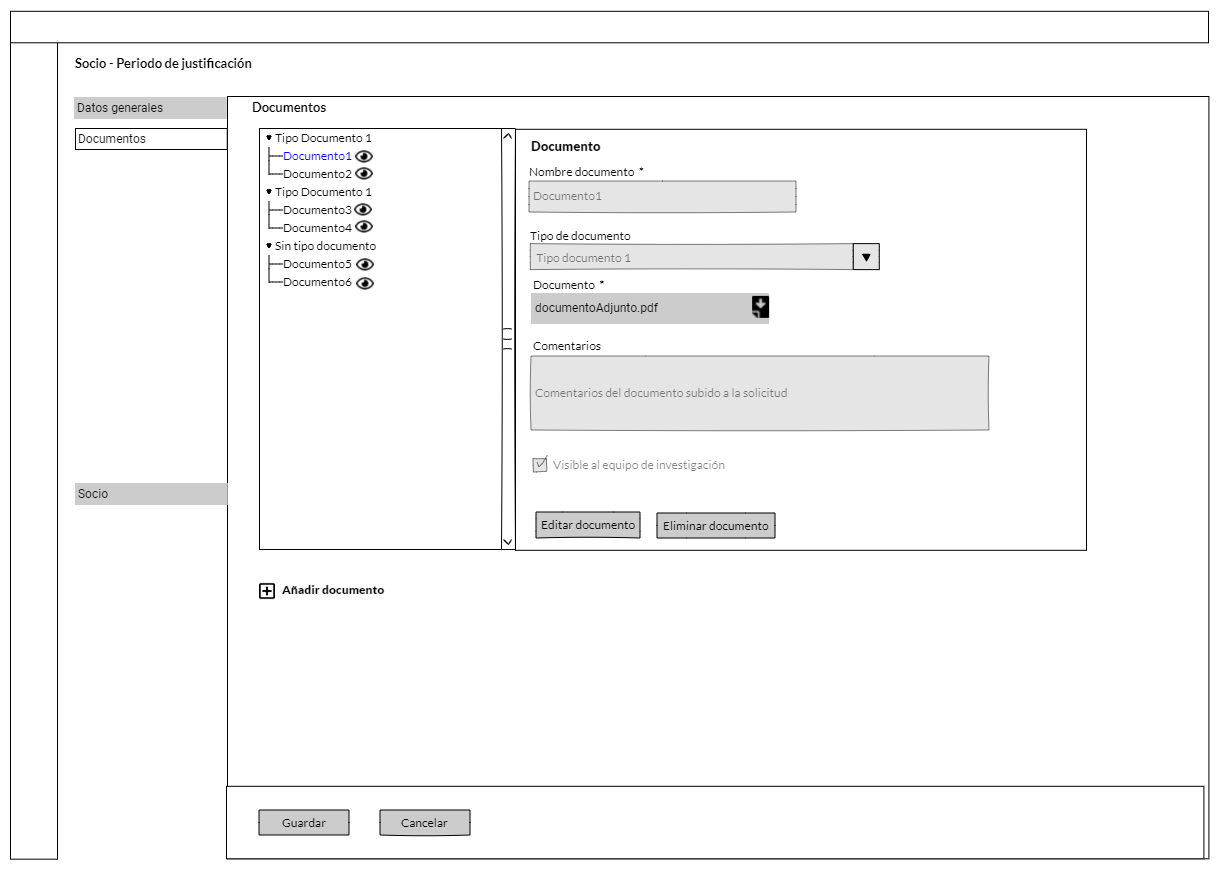 Socio - Periodo de justificación
Datos generales
Documentos
Socio
Documentos
Tipo Documento 1
Documento1
Documento2
Tipo Documento 1
Documento3
Documento4
Sin tipo documento
Documento5
Documento6
Documento
Nombre documento *
Documento1
Tipo de documento
Tipo documento 1
Documento *
documentoAdjunto.pdf
Comentarios
Comentarios del documento subido a la solicitud
Visible al equipo de investigación
Editar documento
Eliminar documento
Añadir documento
Guardar
Cancelar